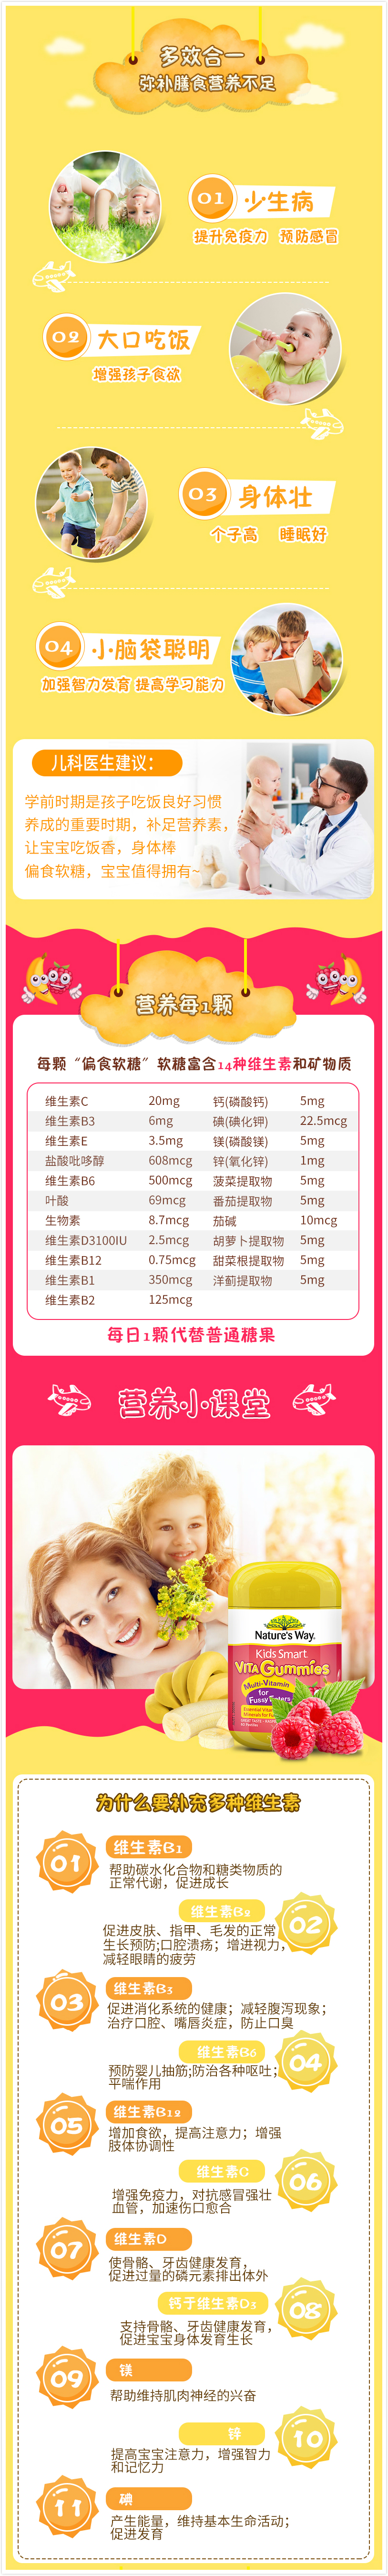 多效合一
弥补膳食营养不足
01 少生病
提升免疫力 预防感冒
02 大口吃饭
增强孩子食欲
03 身体壮
个子高 睡眠好
04 小脑袋聪明
加强智力发育 提高学习能力
儿科医生建议：
学前时期是孩子吃饭良好习惯
养成的重要时期，补足营养素，
让宝宝吃饭香，身体棒
偏食软糖，宝宝值得拥有~
营养每1颗
每颗“偏食软糖”软糖富含14种维生素和矿物质
维生素C 20mg 钙(磷酸钙) 5mg
维生素B3 6mg 碘(碘化钾) 22.5mcg
维生素E 3.5mg 镁(磷酸镁) 5mg
盐酸吡哆醇 608mcg 锌(氧化锌) 1mg
维生素B6 500mcg 菠菜提取物 5mg
叶酸 69mcg 番茄提取物 5mg
生物素 8.7mcg 茄碱 10mcg
维生素D3100IU 2.5mcg 胡萝卜提取物 5mg
维生素B12 0.75mcg 甜菜根提取物 5mg
维生素B1 350mcg 洋蓟提取物 5mg
维生素B2 125mcg
每日1颗代替普通糖果
营养小课堂
Nature's Way.
Kids Smart
VITA Gummies
Multi-Vitamin
for
Fussy Eaters
为什么要补充多种维生素
01 维生素B1
帮助碳水化合物和糖类物质的
正常代谢，促进成长
维生素B2 02
促进皮肤、指甲、毛发的正常
生长预防;口腔溃疡；增进视力，
减轻眼睛的疲劳
03 维生素B3
促进消化系统的健康；减轻腹泻现象；
治疗口腔、嘴唇炎症，防止口臭
维生素B6 04
预防婴儿抽筋;防治各种呕吐；
平喘作用
05 维生素B12
增加食欲，提高注意力；增强
肢体协调性
维生素C 06
增强免疫力，对抗感冒强壮
血管，加速伤口愈合
07 维生素D
使骨骼、牙齿健康发育，
促进过量的磷元素排出体外
钙于维生素D3 08
支持骨骼、牙齿健康发育，
促进宝宝身体发育生长
09 镁
帮助维持肌肉神经的兴奋
锌 10
提高宝宝注意力，增强智力
和记忆力
11 碘
产生能量，维持基本生命活动；
促进发育